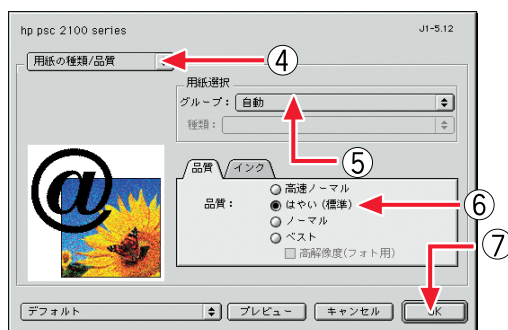 hp psc 2100 series J1-5.12
用紙の種類/品質 ④
用紙選択
グループ： 自動
種類：
⑤
品質 インク
高速ノーマル
品質： はやい (標準) ⑥
ノーマル
ベスト
高解像度(フォト用)
⑦
デフォルト プレビュー キャンセル OK